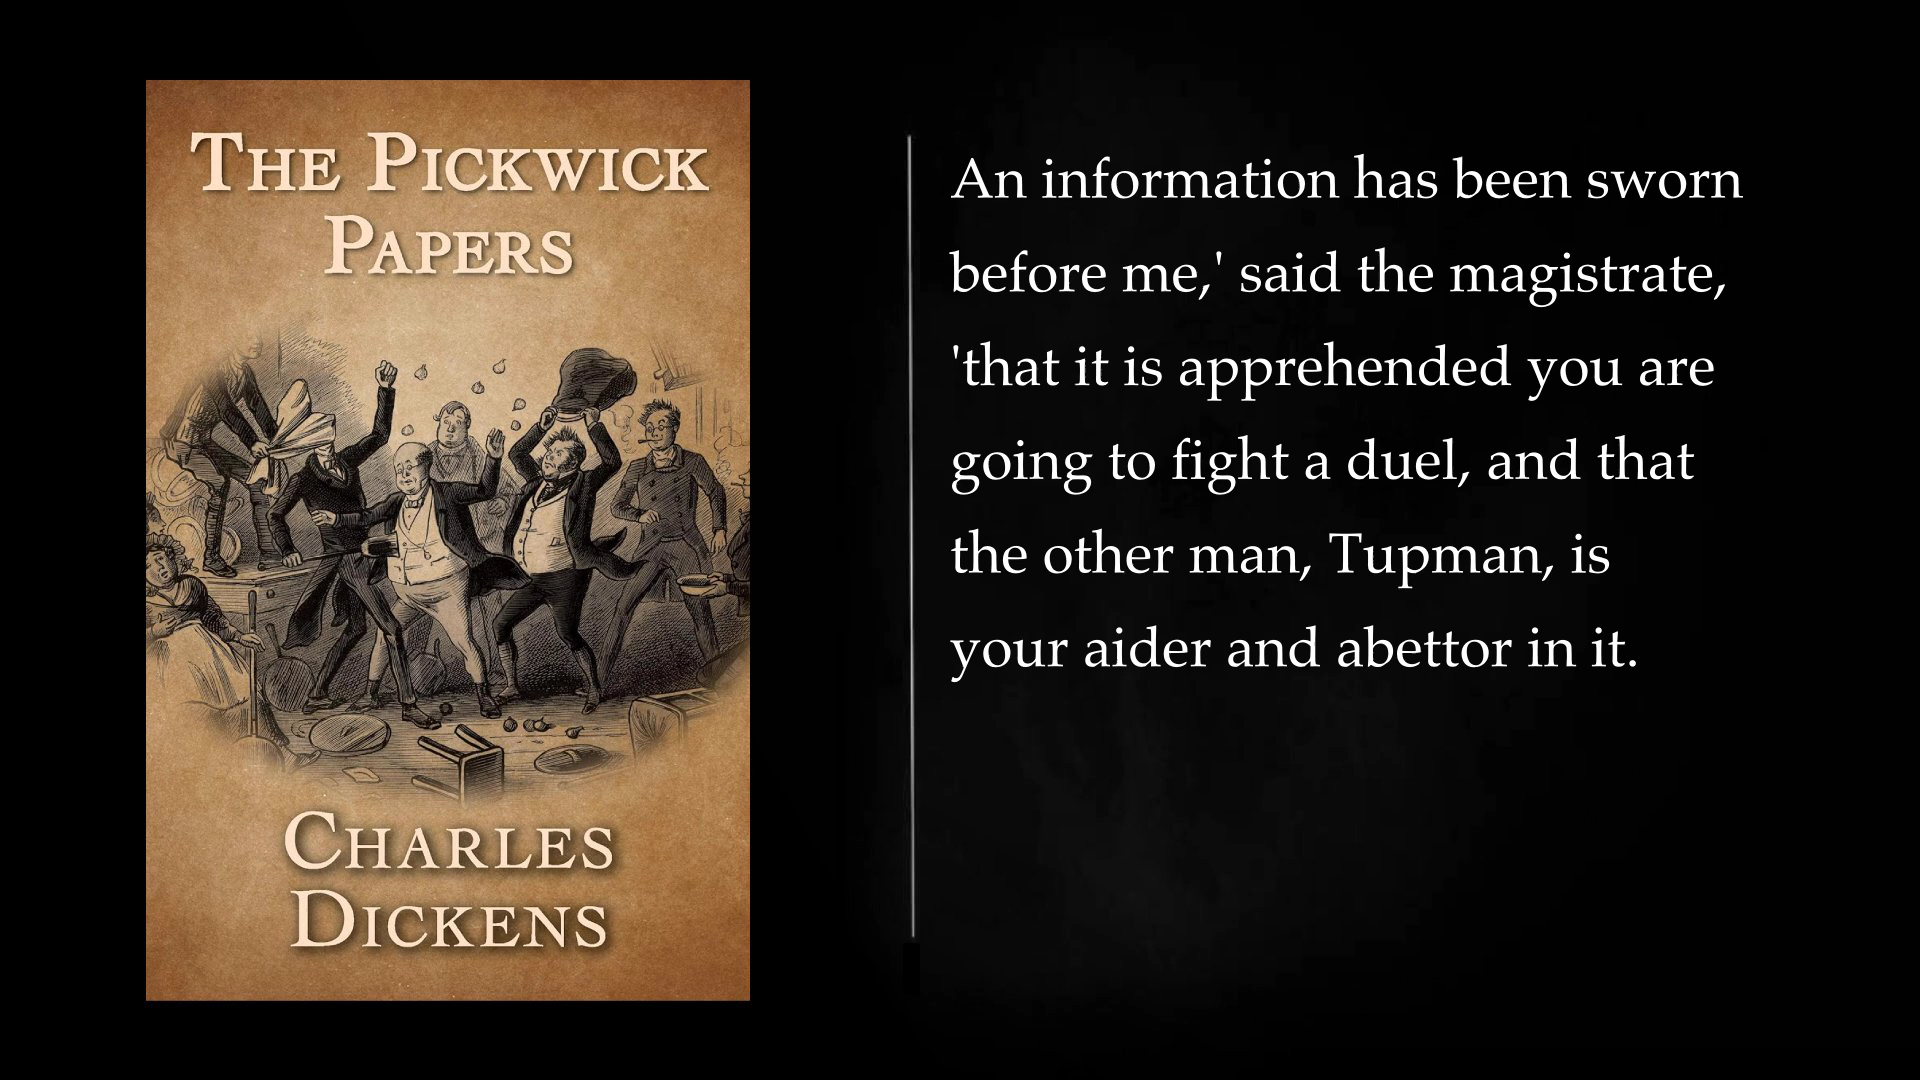 THE PICKWICK
PAPERS
CHARLES
DICKENS
An information has been sworn
before me,' said the magistrate,
'that it is apprehended you are
going to fight a duel, and that
the other man, Tupman, is
your aider and abettor in it.